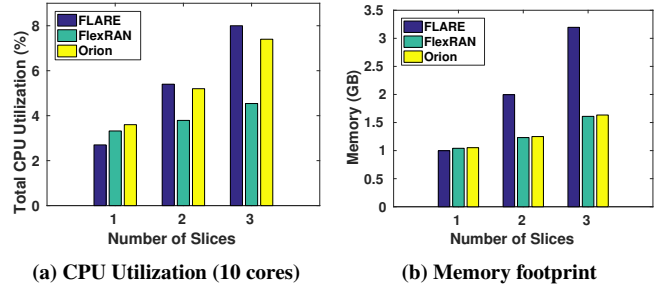 Total CPU Utilization (%)
8
6
4
2
0
FLARE
FlexRAN
Orion
1 2 3
Number of Slices
(a) CPU Utilization (10 cores)
Memory (GB)
3.5
3
2.5
2
1.5
1
0.5
0
FLARE
FlexRAN
Orion
1 2 3
Number of Slices
(b) Memory footprint